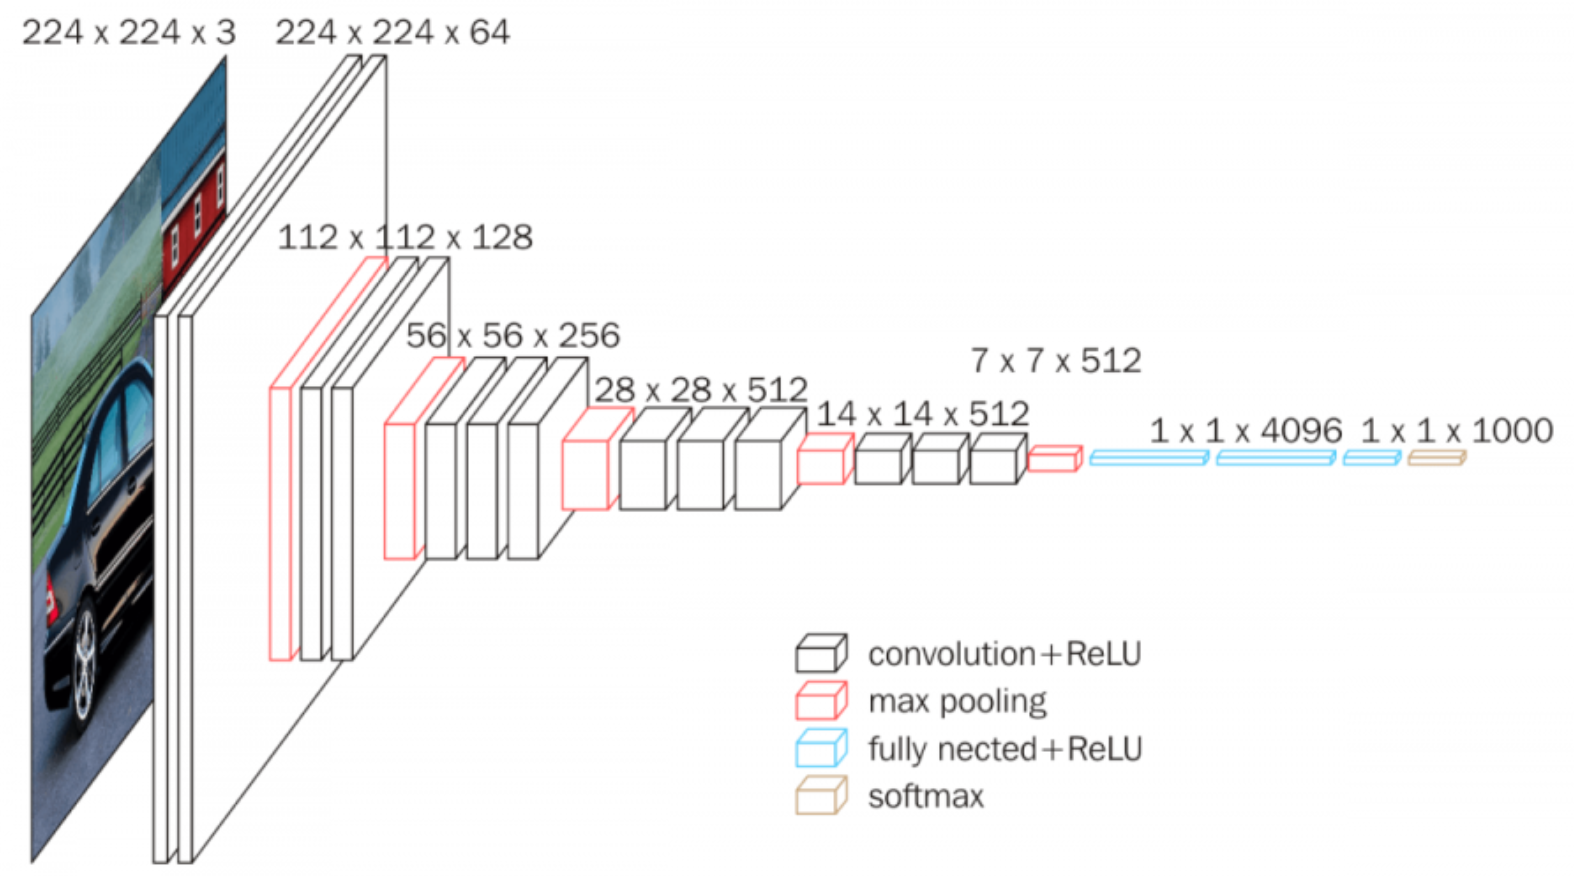 224 x 224 x 3
224 x 224 x 64
112 x 112 x 128
56 x 56 x 256
28 x 28 x 512
14 x 14 x 512
7 x 7 x 512
1 x 1 x 4096
1 x 1 x 1000
convolution+ReLU
max pooling
fully nected+ReLU
softmax